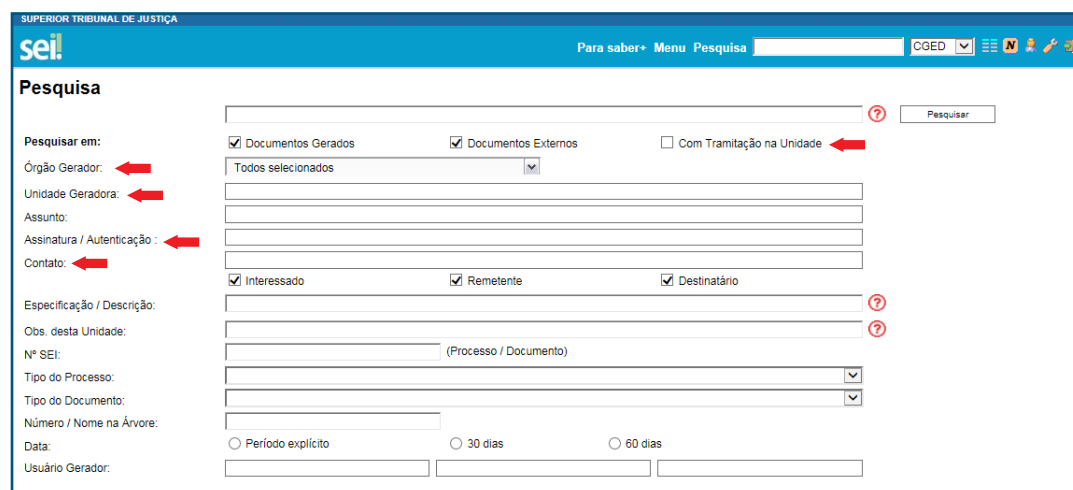 SUPERIOR TRIBUNAL DE JUSTIÇA
sei! Para saber+ Menu Pesquisa CGED N
Pesquisa
? Pesquisar
Pesquisar em: Documentos Gerados Documentos Externos Com Tramitação na Unidade
Órgão Gerador: Todos selecionados
Unidade Geradora:
Assunto:
Assinatura / Autenticação :
Contato:
Interessado Remetente Destinatário
Especificação / Descrição: ?
Obs. desta Unidade: ?
Nº SEI: (Processo / Documento)
Tipo do Processo:
Tipo do Documento:
Número / Nome na Árvore:
Data: Período explícito 30 dias 60 dias
Usuário Gerador: